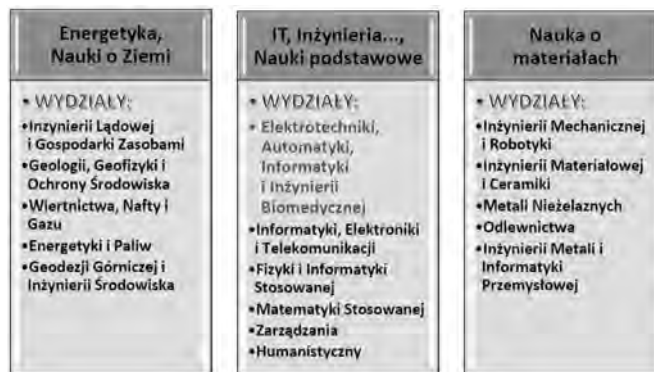 Energetyka,
Nauki o Ziemi
• WYDZIAŁY:
•Inżynierii Lądowej
i Gospodarki Zasobami
•Geologii, Geofizyki i
Ochrony Środowiska
•Wiertnictwa, Nafty i
Gazu
•Energetyki i Paliw
•Geodezji Górniczej i
Inżynierii Środowiska
IT, Inżynieria...,
Nauki podstawowe
• WYDZIAŁY:
• Elektrotechniki,
Automatyki,
Informatyki
i Inżynierii
Biomedycznej
•Informatyki, Elektroniki
i Telekomunikacji
•Fizyki i Informatyki
Stosowanej
•Matematyki Stosowanej
•Zarządzania
•Humanistyczny
Nauka o
materiałach
• WYDZIAŁY:
•Inżynierii Mechanicznej
i Robotyki
•Inżynierii Materiałowej
i Ceramiki
•Metali Nieżelaznych
•Odlewnictwa
•Inżynierii Metali i
Informatyki
Przemysłowej